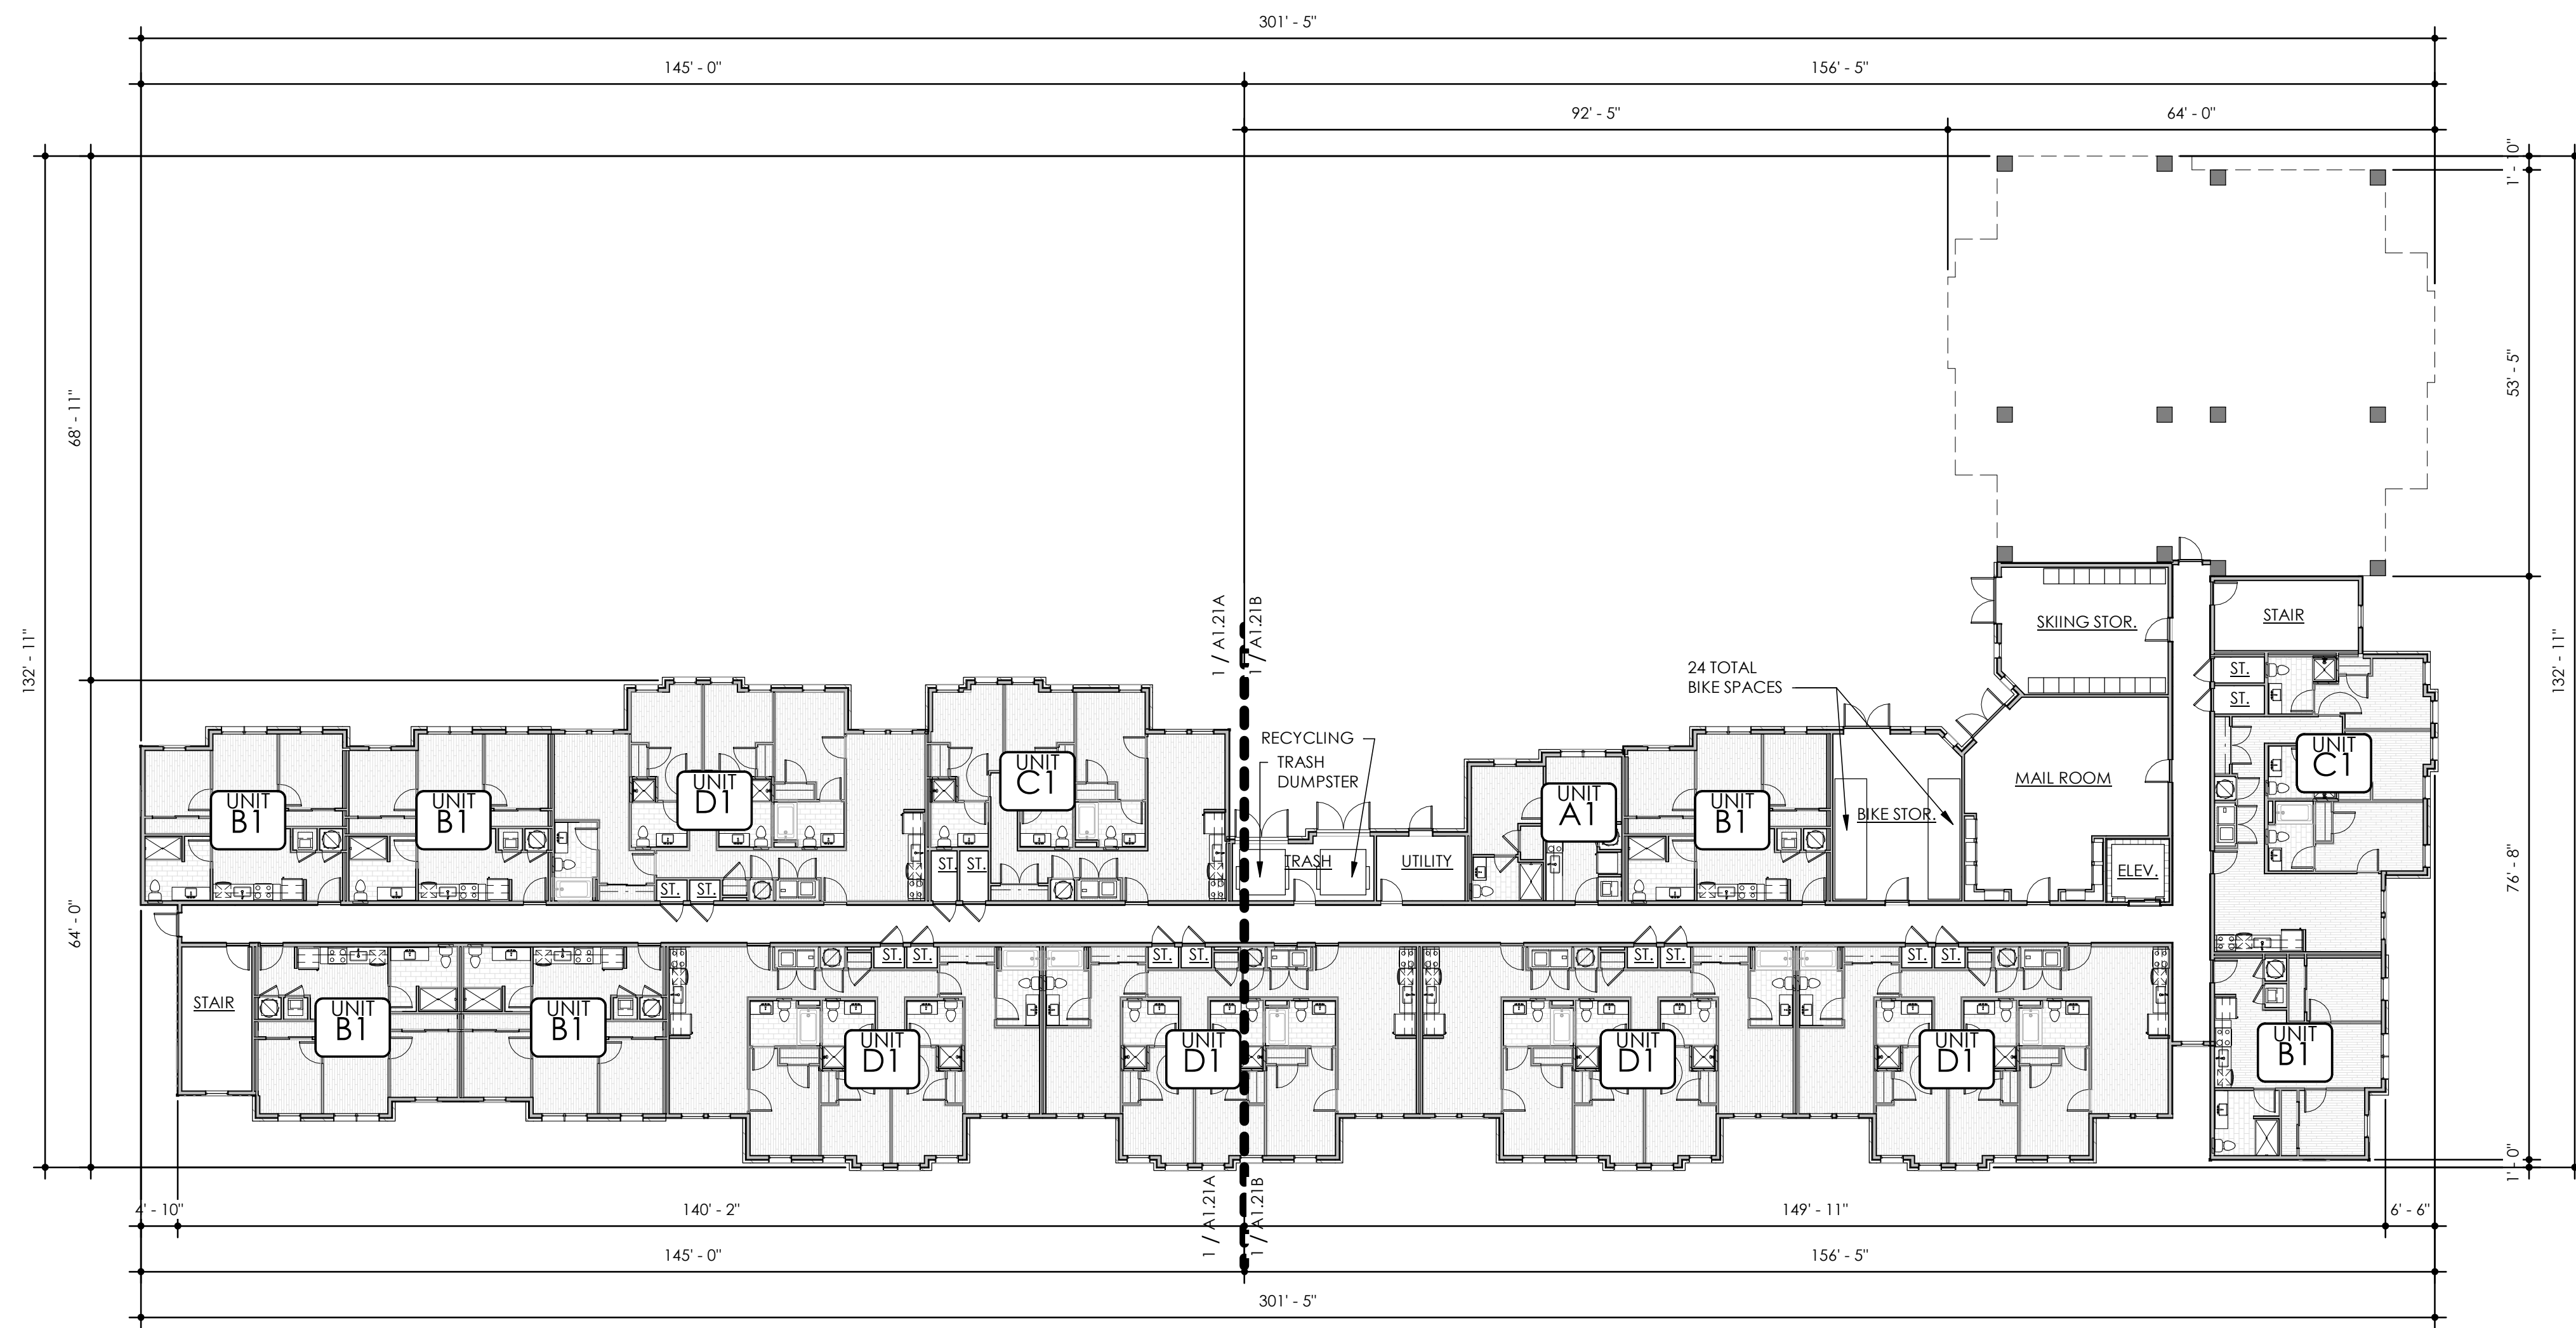 301' - 5"
145' - 0"
156' - 5"
92' - 5"
64' - 0"
1' - 10"
68' - 11"
53' - 5"
132' - 11"
132' - 11"
1 / A1.21A
1 / A1.21B
SKIING STOR.
STAIR
24 TOTAL
BIKE SPACES
ST.
ST.
RECYCLING
TRASH
DUMPSTER
MAIL ROOM
UNIT
B1
UNIT
B1
UNIT
D1
UNIT
C1
UNIT
A1
UNIT
B1
BIKE STOR.
UNIT
C1
ST.
ST.
ST.
ST.
TRASH
UTILITY
ELEV.
64' - 0"
76' - 8"
ST.
ST.
ST.
ST.
ST.
ST.
ST.
ST.
STAIR
UNIT
B1
UNIT
B1
UNIT
D1
UNIT
D1
UNIT
D1
UNIT
D1
UNIT
B1
1' - 0"
1 / A1.21A
1 / A1.21B
4' - 10"
140' - 2"
149' - 11"
6' - 6"
145' - 0"
156' - 5"
301' - 5"